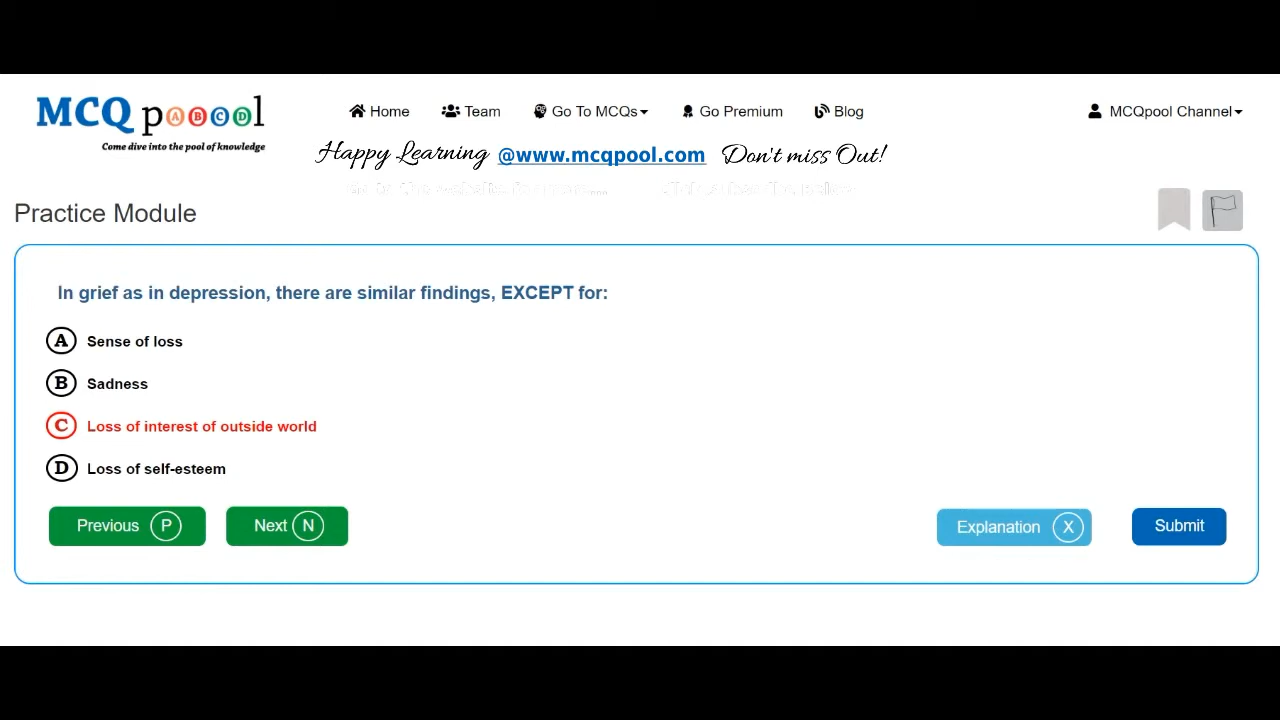 MCQ pABCDl
Come dive into the pool of knowledge
Home Team Go To MCQs Go Premium Blog MCQpool Channel
Happy Learning @www.mcqpool.com Don't miss Out!
Practice Module
In grief as in depression, there are similar findings, EXCEPT for:
A Sense of loss
B Sadness
C Loss of interest of outside world
D Loss of self-esteem
Previous P Next N Explanation X Submit